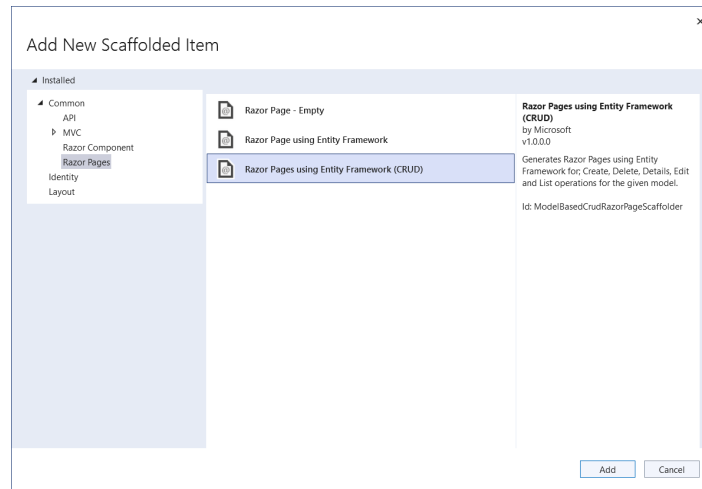 Add New Scaffolded Item
Installed
Common
API
MVC
Razor Component
Razor Pages
Identity
Layout
Razor Page - Empty
Razor Page using Entity Framework
Razor Pages using Entity Framework (CRUD)
Razor Pages using Entity Framework
(CRUD)
by Microsoft
v1.0.0.0
Generates Razor Pages using Entity
Framework for; Create, Delete, Details, Edit
and List operations for the given model.
Id: ModelBasedCrudRazorPageScaffolder
Add
Cancel